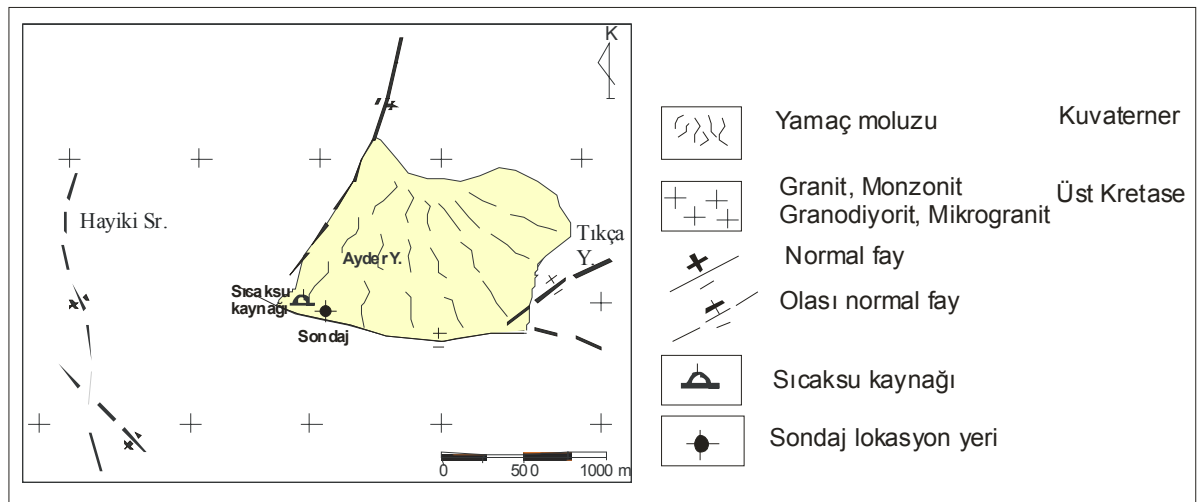 K
Hayiki Sr.
Tıkça
Y.
Ayder Y.
Sıcaksu
kaynağı
Sondaj
0 500 1000 m
Yamaç moluzu Kuvaterner
Granit, Monzonit Üst Kretase
Granodiyorit, Mikrogranit
Normal fay
Olası normal fay
Sıcaksu kaynağı
Sondaj lokasyon yeri